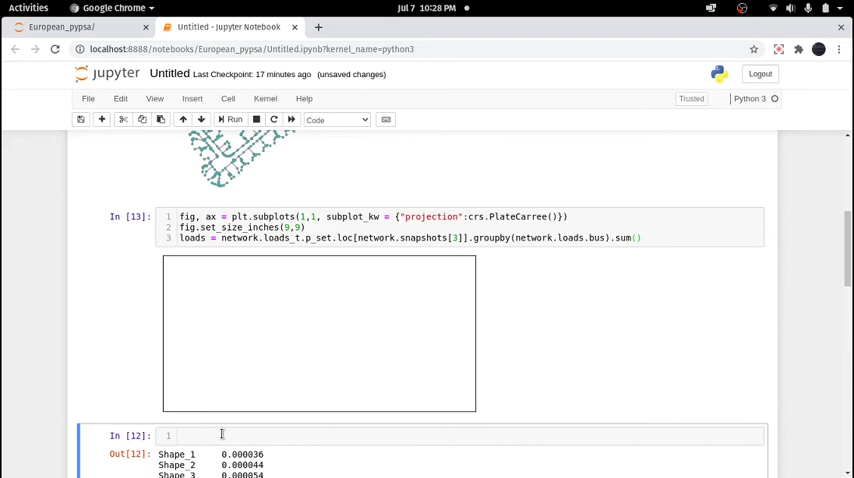 Activities
Google Chrome
Jul 7 10:28 PM
European_pypsa/
Untitled - Jupyter Notebook
localhost:8888/notebooks/European_pypsa/Untitled.ipynb?kernel_name=python3
jupyter Untitled Last Checkpoint: 17 minutes ago (unsaved changes)
Logout
File Edit View Insert Cell Kernel Help
Trusted
Python 3
Run
Code
In [13]:
1 fig, ax = plt.subplots(1,1, subplot_kw = {"projection":crs.PlateCarree()})
2 fig.set_size_inches(9,9)
3 loads = network.loads_t.p_set.loc[network.snapshots[3]].groupby(network.loads.bus).sum()
In [12]:
1
Out[12]:
Shape_1 0.000036
Shape_2 0.000044
Shape_3 0.000054